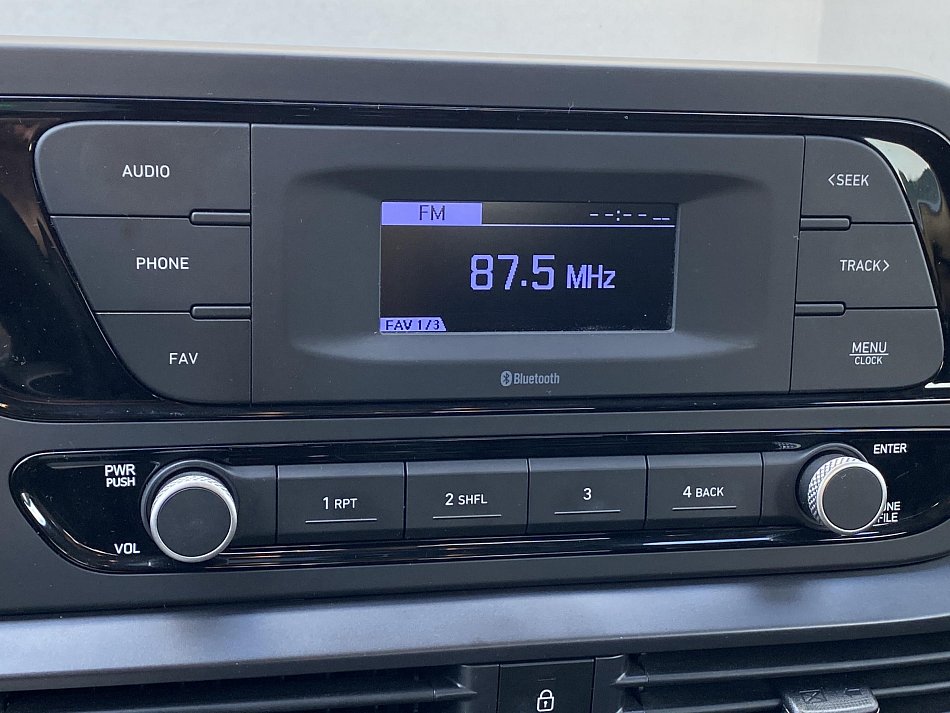 AUDIO
PHONE
FAV
FM
--:-- --
87.5 MHz
FAV 1/3
Bluetooth
<SEEK
TRACK>
MENU
CLOCK
PWR
PUSH
VOL
1 RPT
2 SHFL
3
4 BACK
ENTER